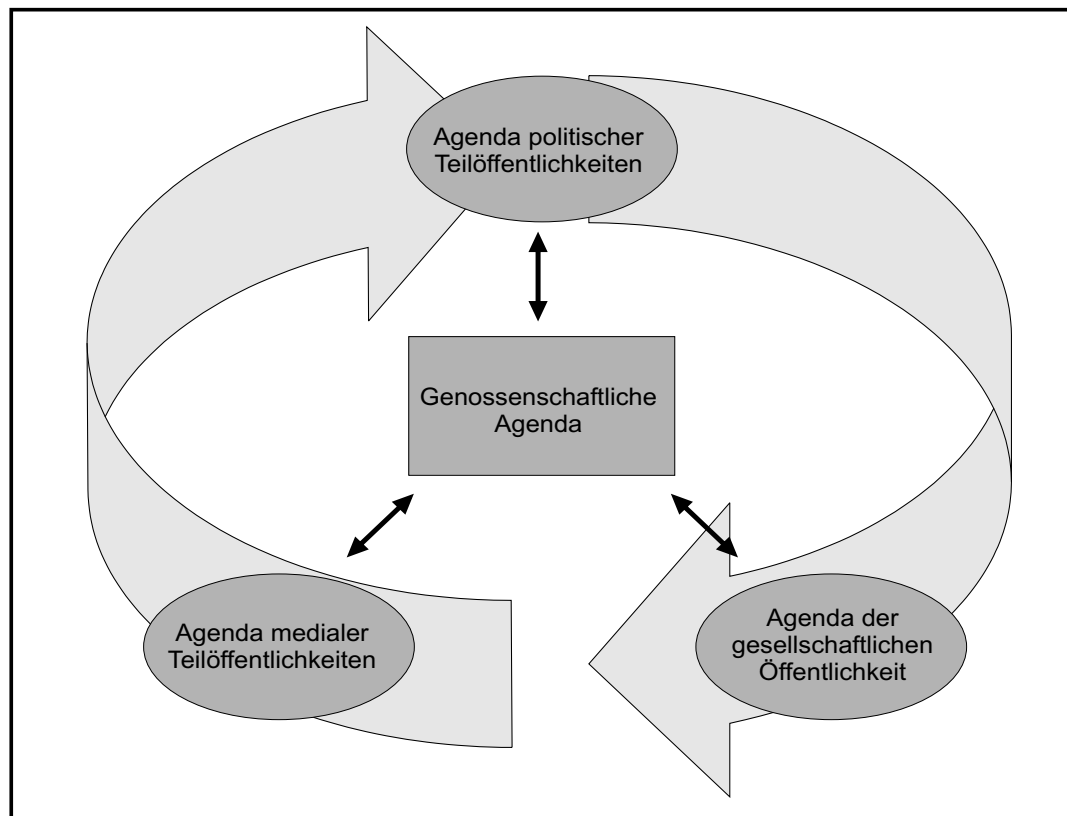 Agenda politischer
Teilöffentlichkeiten
Genossenschaftliche
Agenda
Agenda medialer
Teilöffentlichkeiten
Agenda der
gesellschaftlichen
Öffentlichkeit